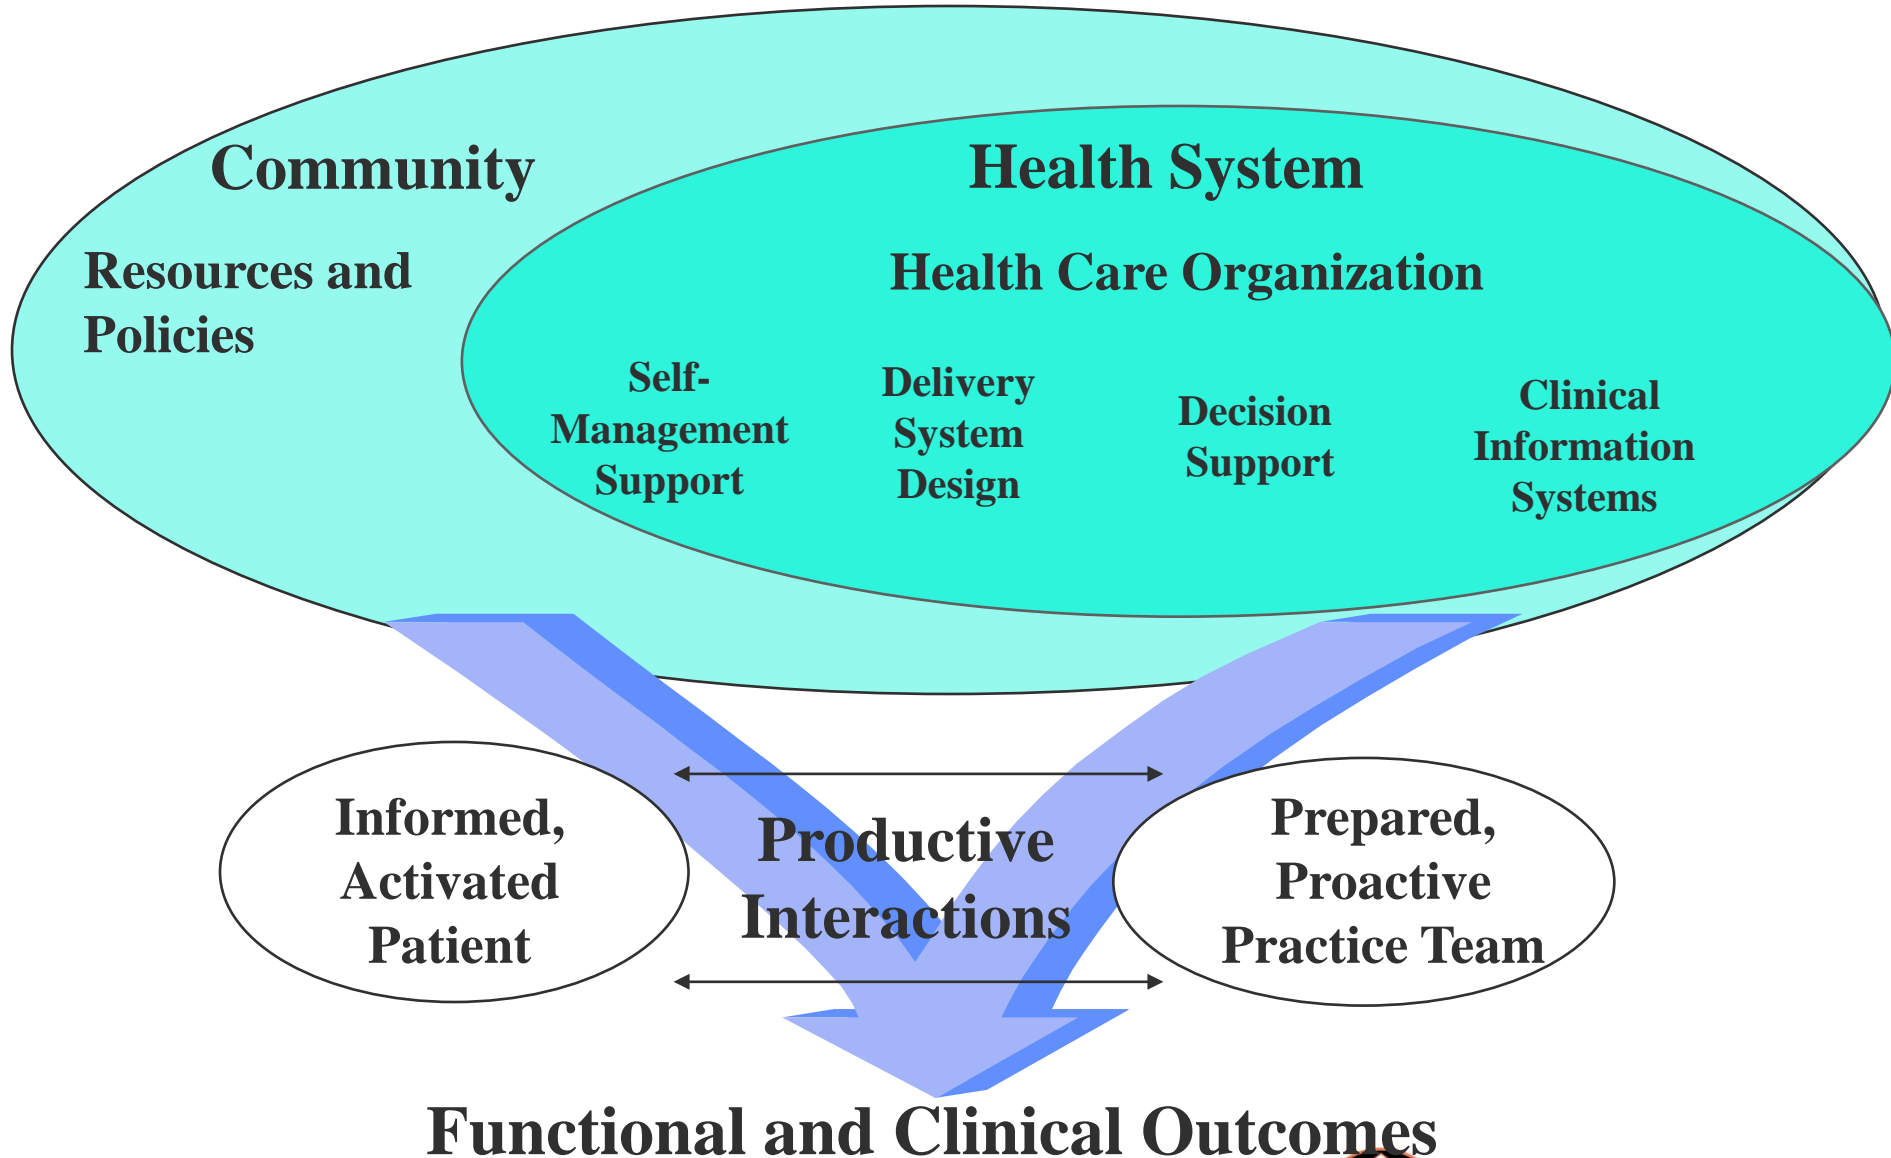 Community
Health System
Resources and
Policies
Health Care Organization
Self-
Management
Support
Delivery
System
Design
Decision
Support
Clinical
Information
Systems
Informed,
Activated
Patient
Productive
Interactions
Prepared,
Proactive
Practice Team
Functional and Clinical Outcomes